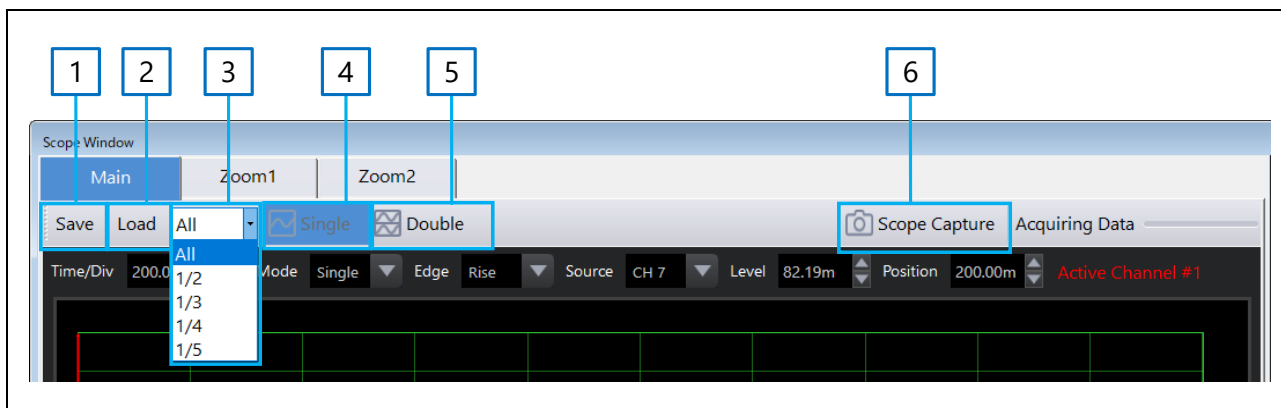 1 2 3 4 5 6
Scope Window
Main Zoom1 Zoom2
Save Load All Single Double Scope Capture Acquiring Data
All
Time/Div 200.0 Mode Single Edge Rise Source CH 7 Level 82.19m Position 200.00m Active Channel #1
1/2
1/3
1/4
1/5